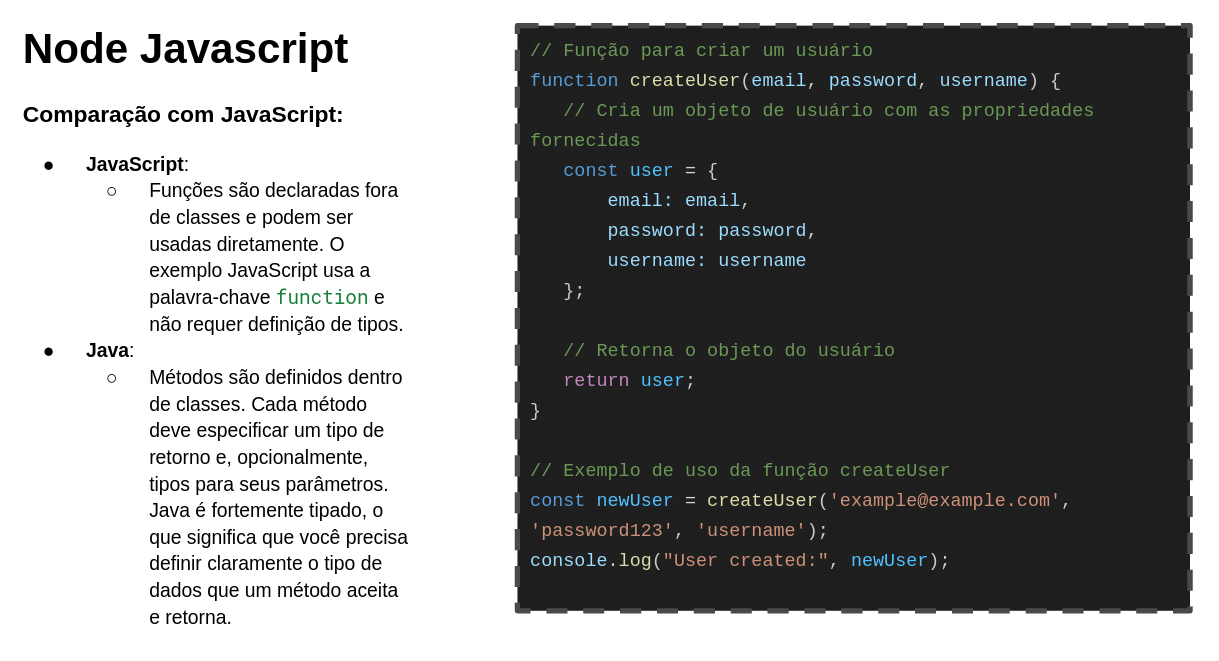 Node Javascript
Comparação com JavaScript:
● JavaScript:
○ Funções são declaradas fora
de classes e podem ser
usadas diretamente. O
exemplo JavaScript usa a
palavra-chave function e
não requer definição de tipos.
● Java:
○ Métodos são definidos dentro
de classes. Cada método
deve especificar um tipo de
retorno e, opcionalmente,
tipos para seus parâmetros.
Java é fortemente tipado, o
que significa que você precisa
definir claramente o tipo de
dados que um método aceita
e retorna.
// Função para criar um usuário
function createUser(email, password, username) {
   // Cria um objeto de usuário com as propriedades
fornecidas
   const user = {
       email: email,
       password: password,
       username: username
   };

   // Retorna o objeto do usuário
   return user;
}

// Exemplo de uso da função createUser
const newUser = createUser('example@example.com',
'password123', 'username');
console.log("User created:", newUser);